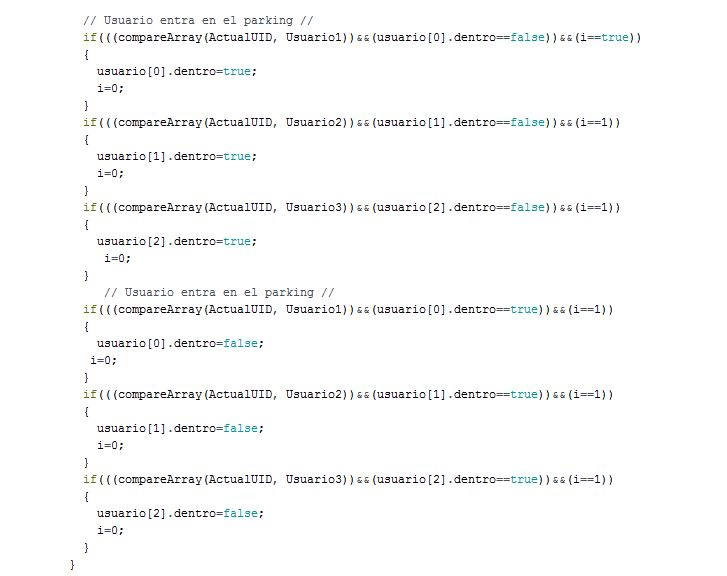 // Usuario entra en el parking //
if(((compareArray(ActualUID, Usuario1))&&(usuario[0].dentro==false))&&(i==true))
{
usuario[0].dentro=true;
i=0;
}
if(((compareArray(ActualUID, Usuario2))&&(usuario[1].dentro==false))&&(i==1))
{
usuario[1].dentro=true;
i=0;
}
if(((compareArray(ActualUID, Usuario3))&&(usuario[2].dentro==false))&&(i==1))
{
usuario[2].dentro=true;
i=0;
}
// Usuario entra en el parking //
if(((compareArray(ActualUID, Usuario1))&&(usuario[0].dentro==true))&&(i==1))
{
usuario[0].dentro=false;
i=0;
}
if(((compareArray(ActualUID, Usuario2))&&(usuario[1].dentro==true))&&(i==1))
{
usuario[1].dentro=false;
i=0;
}
if(((compareArray(ActualUID, Usuario3))&&(usuario[2].dentro==true))&&(i==1))
{
usuario[2].dentro=false;
i=0;
}
}